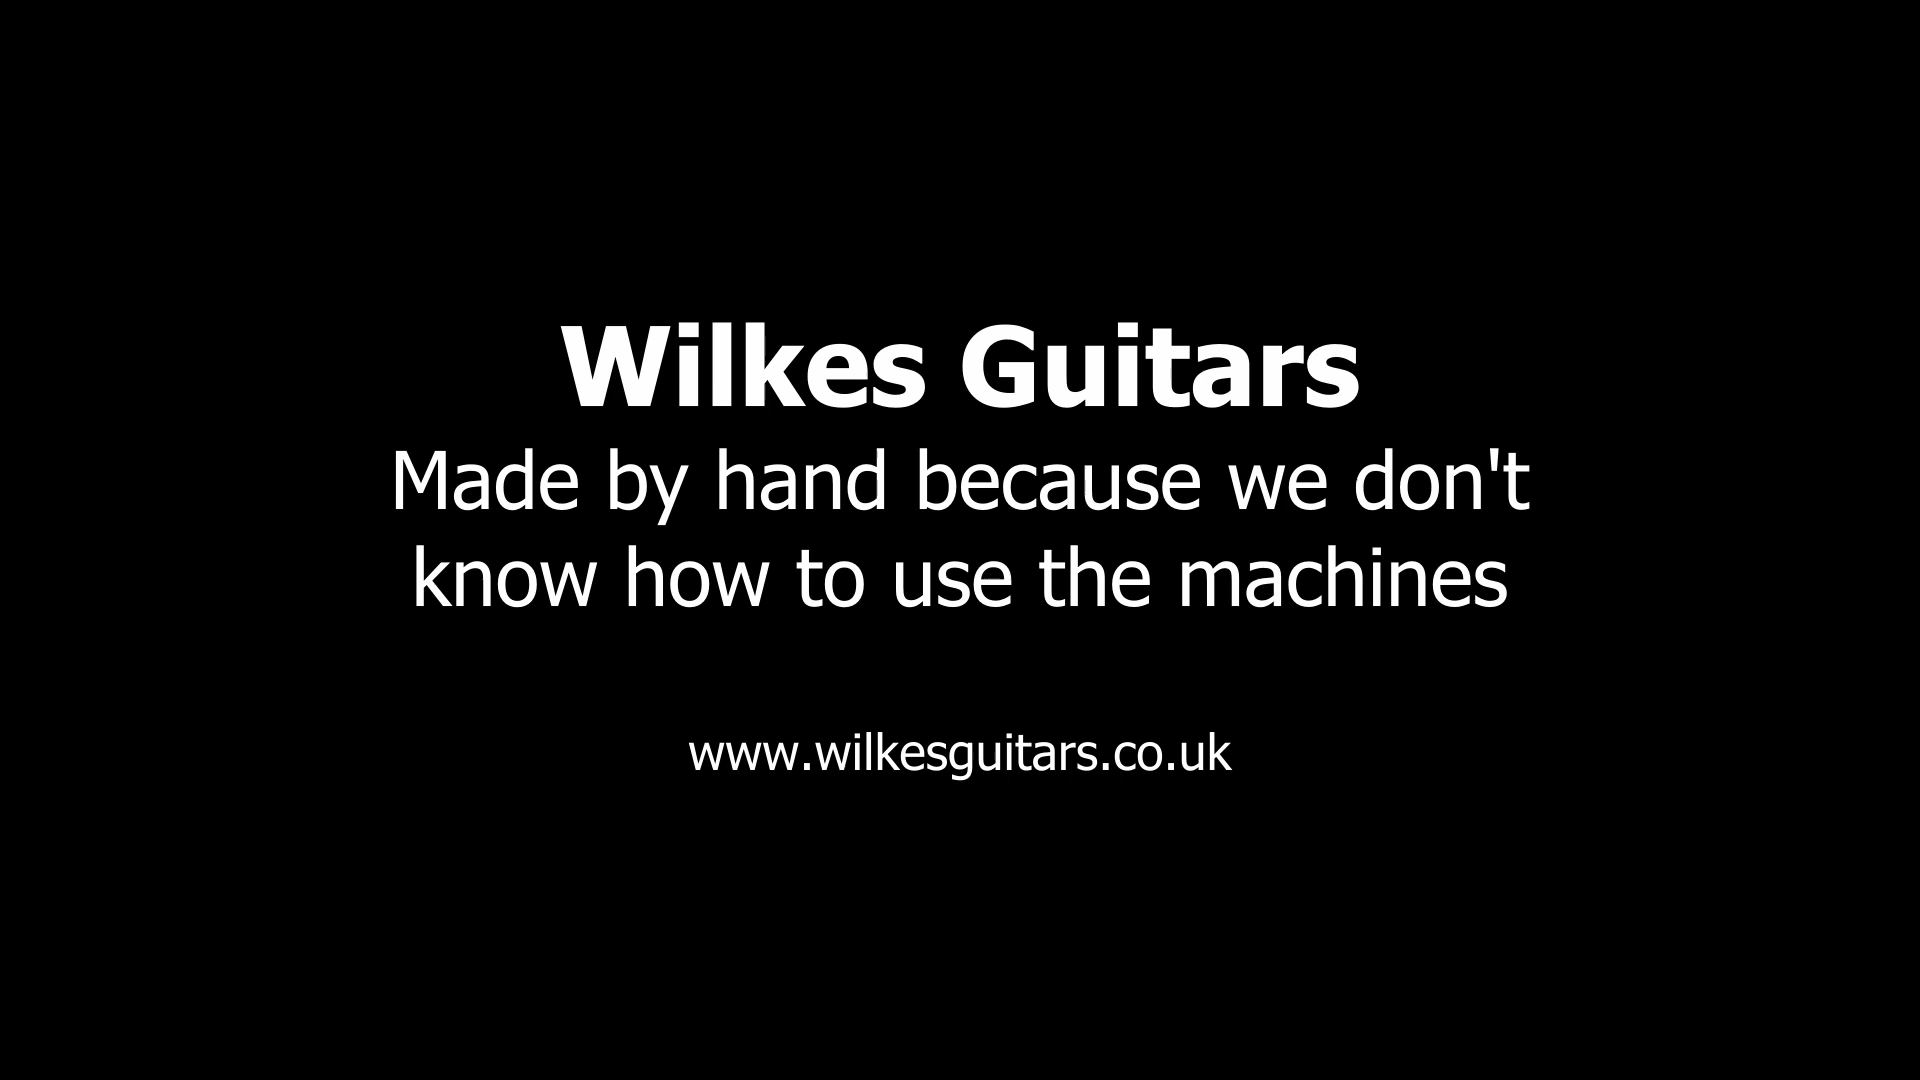 Wilkes Guitars
Made by hand because we don't
know how to use the machines
www.wilkesguitars.co.uk